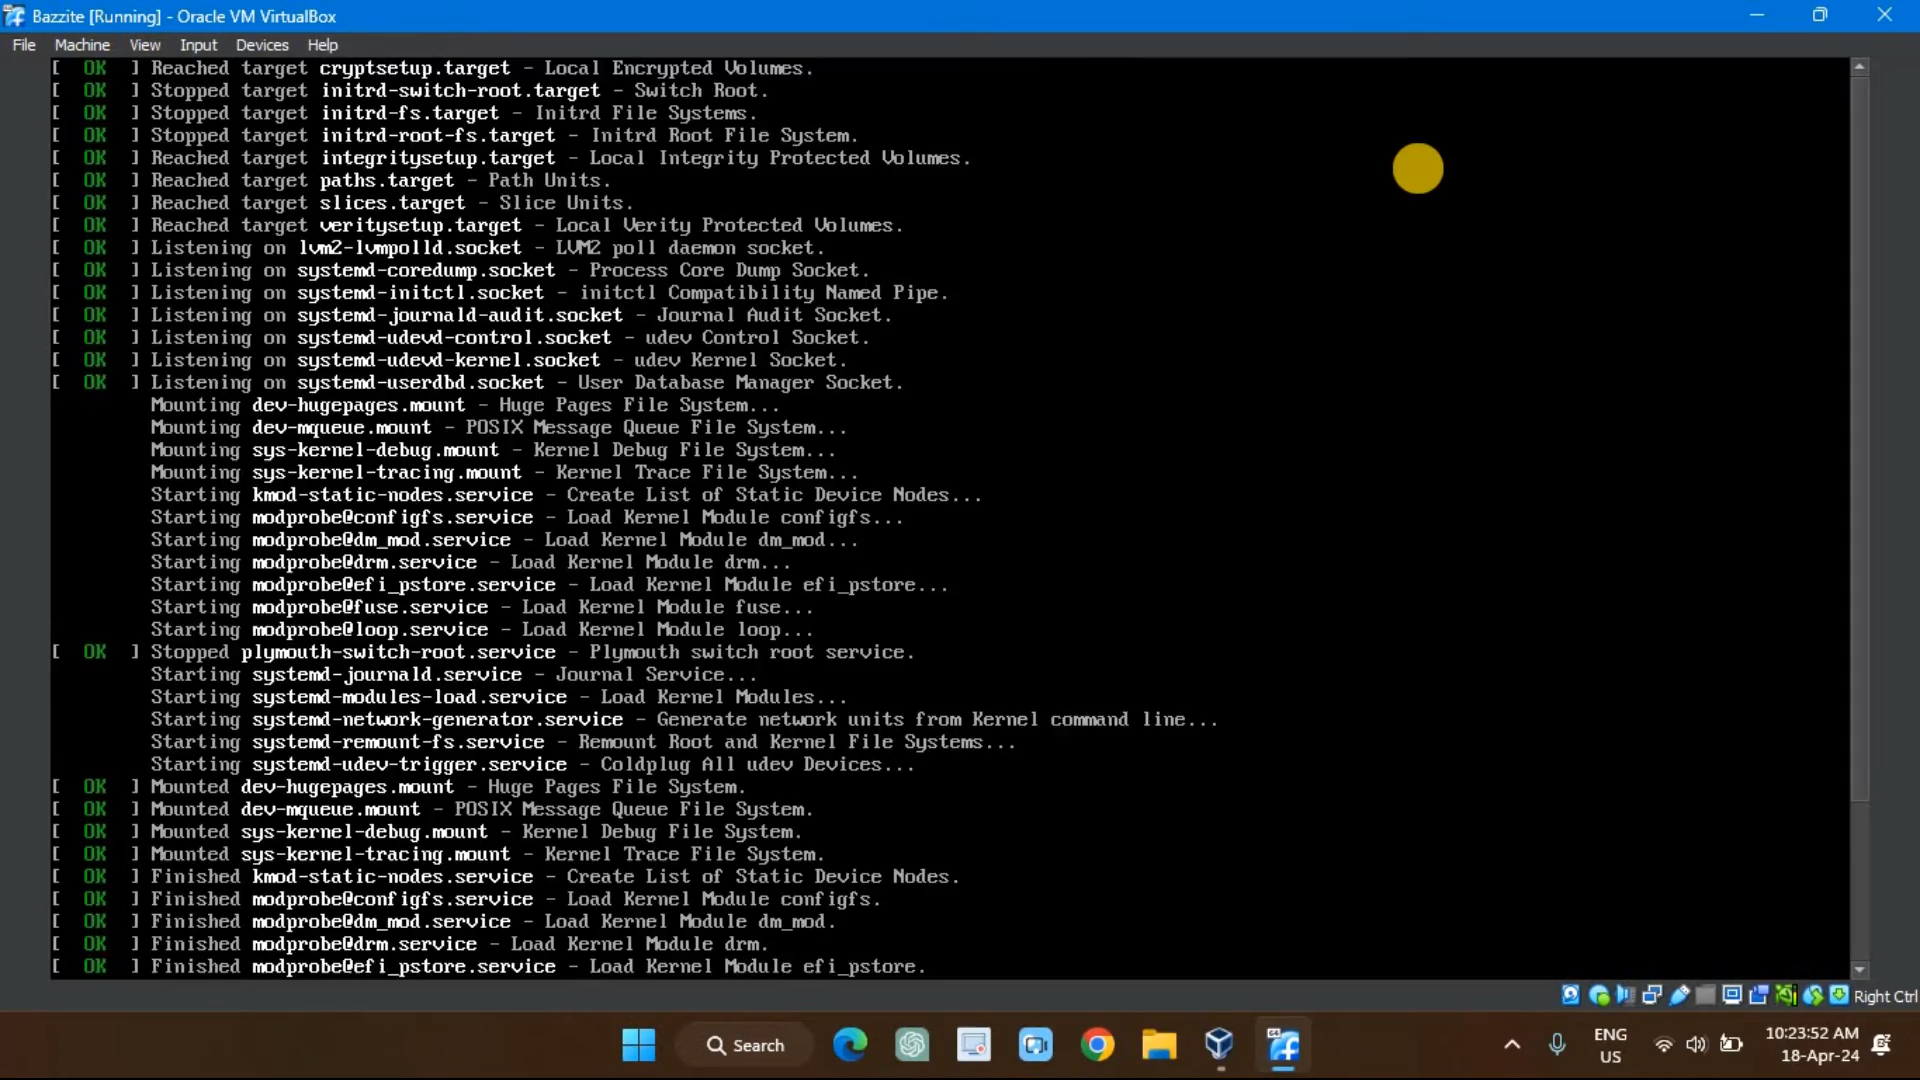 Bazzite [Running] - Oracle VM VirtualBox
File Machine View Input Devices Help
[ OK ] Reached target cryptsetup.target - Local Encrypted Volumes.
[ OK ] Stopped target initrd-switch-root.target - Switch Root.
[ OK ] Stopped target initrd-fs.target - Initrd File Systems.
[ OK ] Stopped target initrd-root-fs.target - Initrd Root File System.
[ OK ] Reached target integritysetup.target - Local Integrity Protected Volumes.
[ OK ] Reached target paths.target - Path Units.
[ OK ] Reached target slices.target - Slice Units.
[ OK ] Reached target veritysetup.target - Local Verity Protected Volumes.
[ OK ] Listening on lvm2-lvmpolld.socket - LVM2 poll daemon socket.
[ OK ] Listening on systemd-coredump.socket - Process Core Dump Socket.
[ OK ] Listening on systemd-initctl.socket - initctl Compatibility Named Pipe.
[ OK ] Listening on systemd-journald-audit.socket - Journal Audit Socket.
[ OK ] Listening on systemd-udevd-control.socket - udev Control Socket.
[ OK ] Listening on systemd-udevd-kernel.socket - udev Kernel Socket.
[ OK ] Listening on systemd-userdbd.socket - User Database Manager Socket.
Mounting dev-hugepages.mount - Huge Pages File System...
Mounting dev-mqueue.mount - POSIX Message Queue File System...
Mounting sys-kernel-debug.mount - Kernel Debug File System...
Mounting sys-kernel-tracing.mount - Kernel Trace File System...
Starting kmod-static-nodes.service - Create List of Static Device Nodes...
Starting modprobe@configfs.service - Load Kernel Module configfs...
Starting modprobe@dm_mod.service - Load Kernel Module dm_mod...
Starting modprobe@drm.service - Load Kernel Module drm...
Starting modprobe@efi_pstore.service - Load Kernel Module efi_pstore...
Starting modprobe@fuse.service - Load Kernel Module fuse...
Starting modprobe@loop.service - Load Kernel Module loop...
[ OK ] Stopped plymouth-switch-root.service - Plymouth switch root service.
Starting systemd-journald.service - Journal Service...
Starting systemd-modules-load.service - Load Kernel Modules...
Starting systemd-network-generator.service - Generate network units from Kernel command line...
Starting systemd-remount-fs.service - Remount Root and Kernel File Systems...
Starting systemd-udev-trigger.service - Coldplug All udev Devices...
[ OK ] Mounted dev-hugepages.mount - Huge Pages File System.
[ OK ] Mounted dev-mqueue.mount - POSIX Message Queue File System.
[ OK ] Mounted sys-kernel-debug.mount - Kernel Debug File System.
[ OK ] Mounted sys-kernel-tracing.mount - Kernel Trace File System.
[ OK ] Finished kmod-static-nodes.service - Create List of Static Device Nodes.
[ OK ] Finished modprobe@configfs.service - Load Kernel Module configfs.
[ OK ] Finished modprobe@dm_mod.service - Load Kernel Module dm_mod.
[ OK ] Finished modprobe@drm.service - Load Kernel Module drm.
[ OK ] Finished modprobe@efi_pstore.service - Load Kernel Module efi_pstore.
Right Ctrl
Search
ENG
US
10:23:52 AM
18-Apr-24